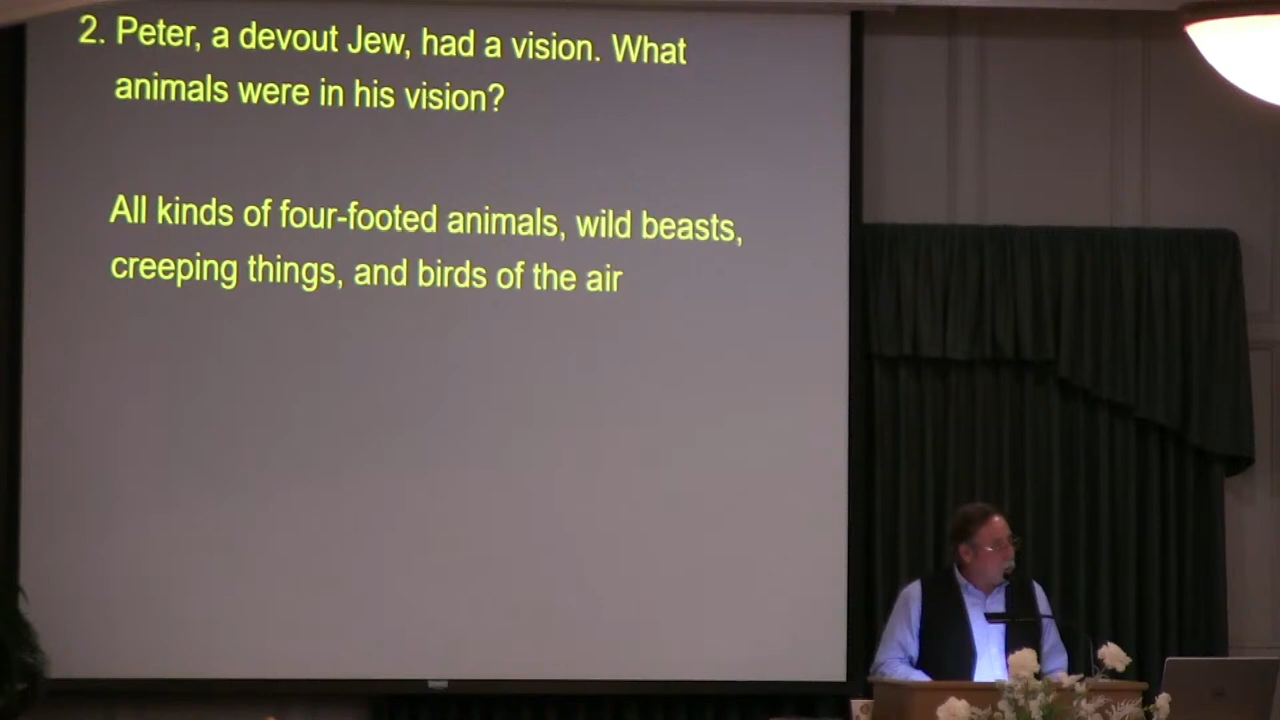 2. Peter, a devout Jew, had a vision. What
animals were in his vision?
All kinds of four-footed animals, wild beasts,
creeping things, and birds of the air